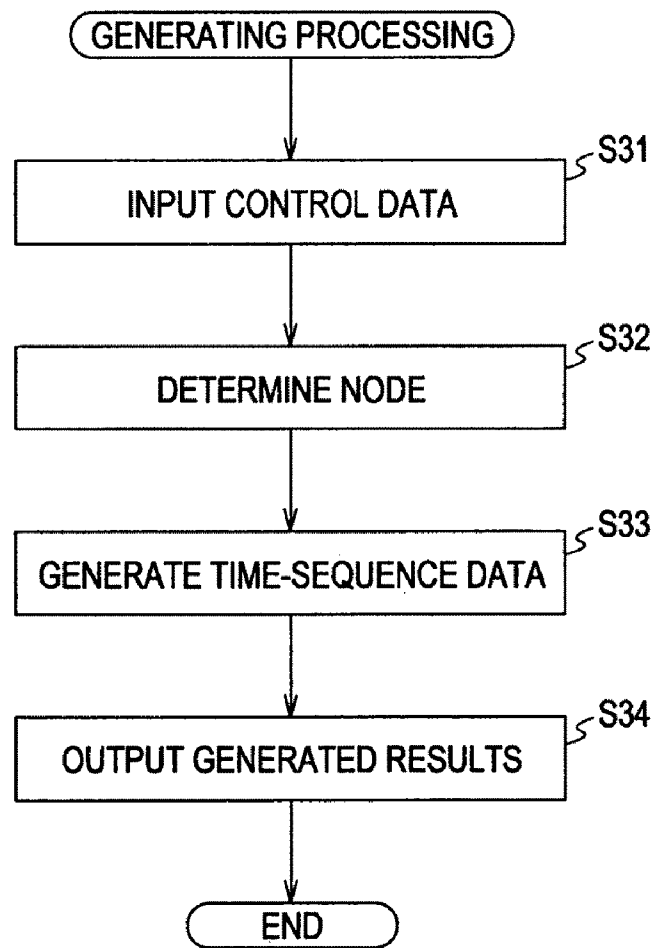 GENERATING PROCESSING
S31
INPUT CONTROL DATA
S32
DETERMINE NODE
S33
GENERATE TIME-SEQUENCE DATA
S34
OUTPUT GENERATED RESULTS
END